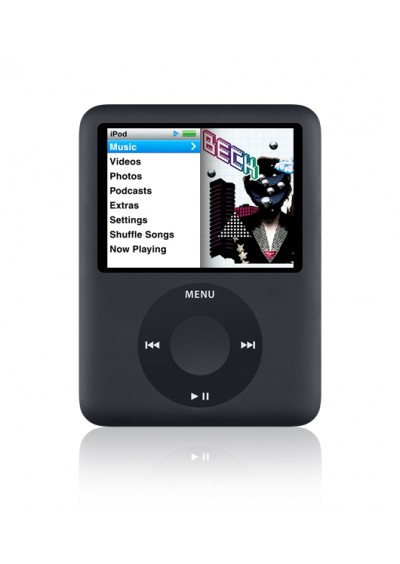 iPod
Music
Videos
Photos
Podcasts
Extras
Settings
Shuffle Songs
Now Playing
BECK
MENU